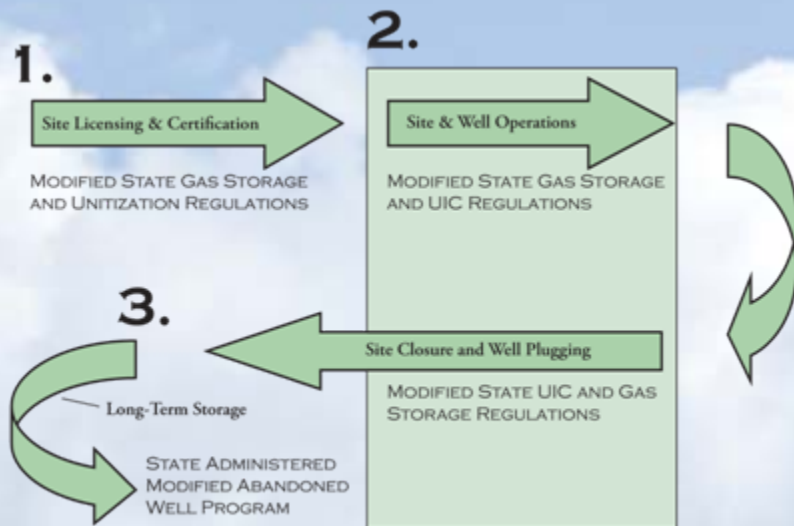 1.
Site Licensing & Certification
MODIFIED STATE GAS STORAGE
AND UNITIZATION REGULATIONS
2.
Site & Well Operations
MODIFIED STATE GAS STORAGE
AND UIC REGULATIONS
Site Closure and Well Plugging
MODIFIED STATE UIC AND GAS
STORAGE REGULATIONS
3.
Long-Term Storage
STATE ADMINISTERED
MODIFIED ABANDONED
WELL PROGRAM